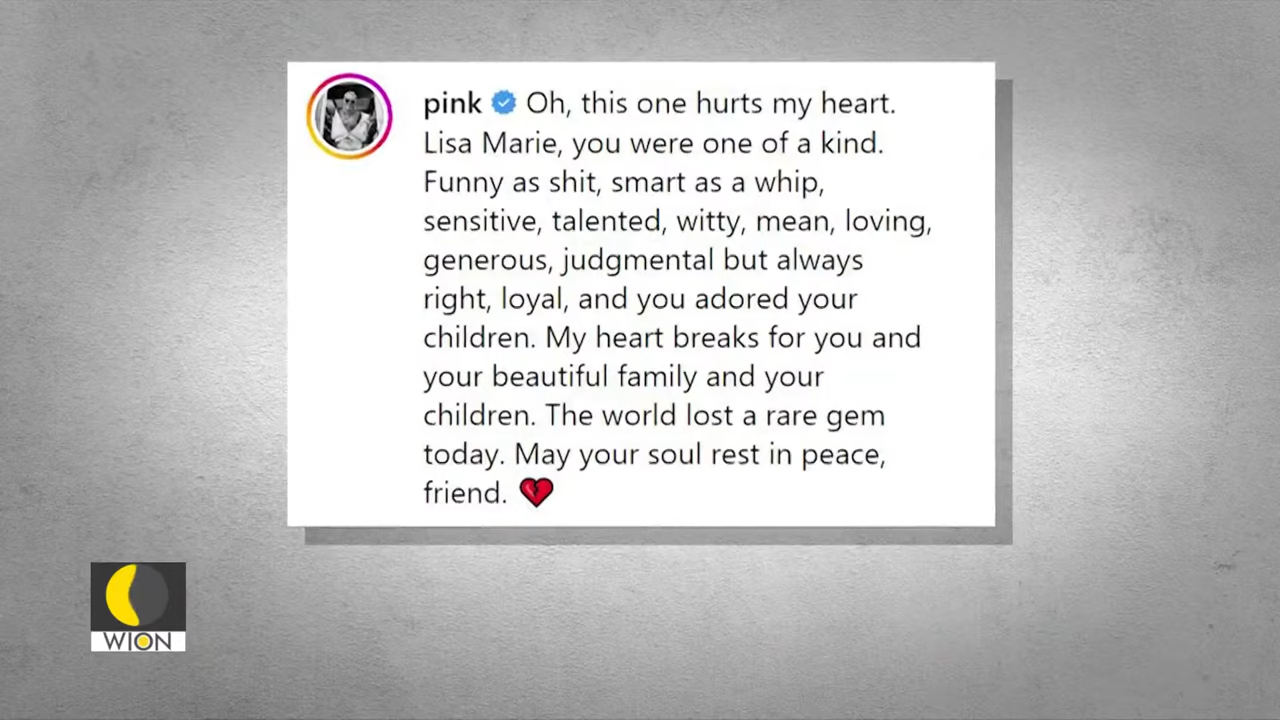 pink Oh, this one hurts my heart.
Lisa Marie, you were one of a kind.
Funny as shit, smart as a whip,
sensitive, talented, witty, mean, loving,
generous, judgmental but always
right, loyal, and you adored your
children. My heart breaks for you and
your beautiful family and your
children. The world lost a rare gem
today. May your soul rest in peace,
friend. 💔
WION